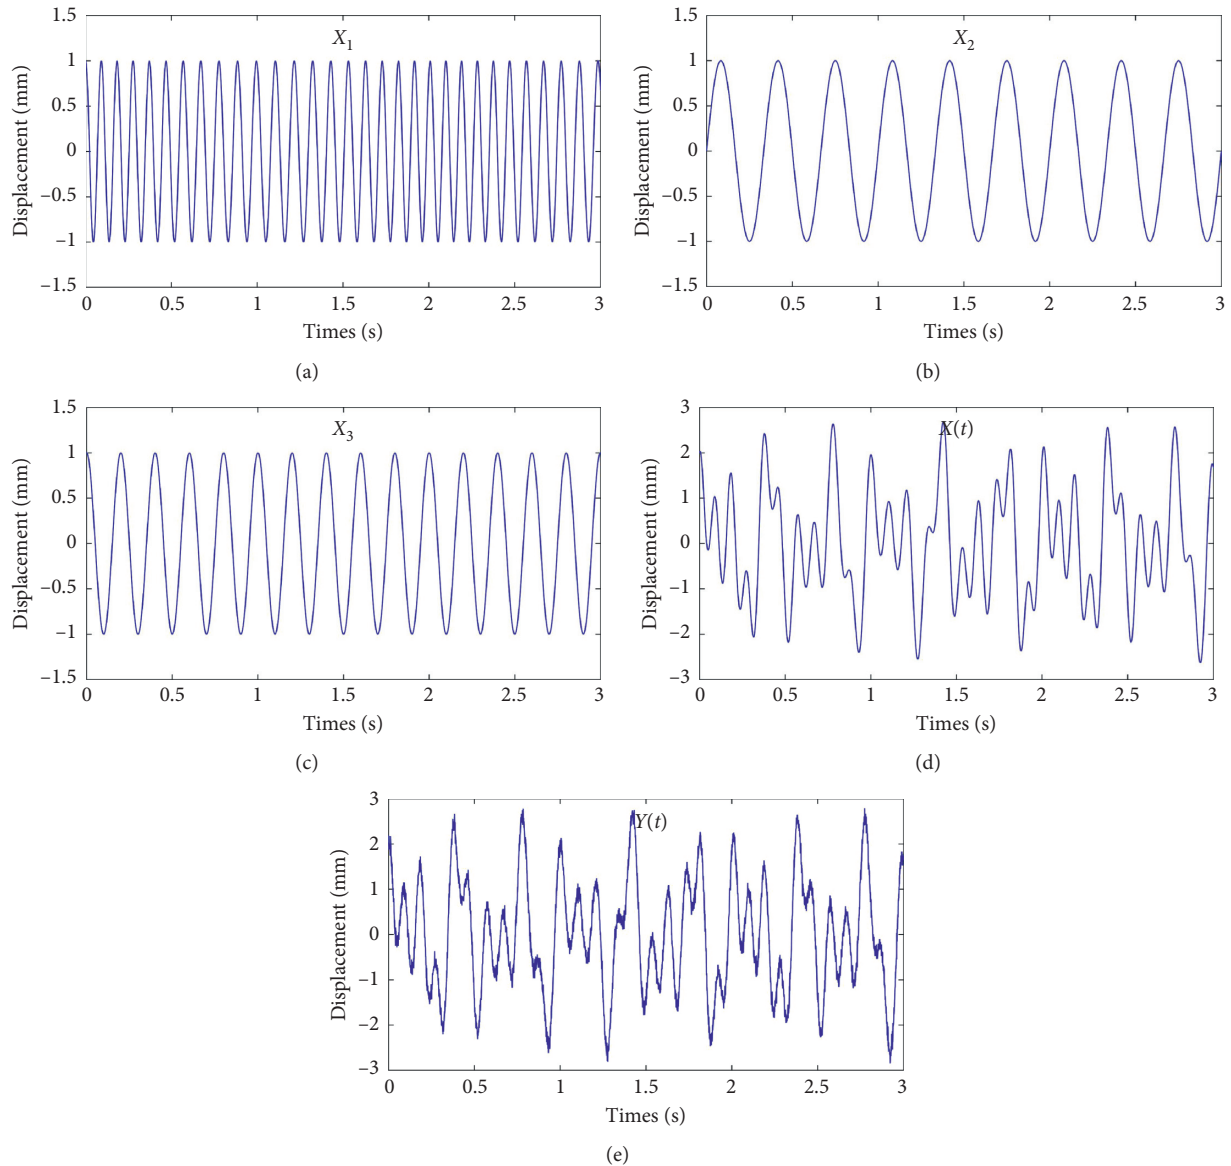 X1
Displacement (mm)
1.5
1
0.5
0
–0.5
–1
–1.5
0 0.5 1 1.5 2 2.5 3
Times (s)
(a)
X2
Displacement (mm)
1.5
1
0.5
0
–0.5
–1
–1.5
0 0.5 1 1.5 2 2.5 3
Times (s)
(b)
X3
Displacement (mm)
1.5
1
0.5
0
–0.5
–1
–1.5
0 0.5 1 1.5 2 2.5 3
Times (s)
(c)
X(t)
Displacement (mm)
3
2
1
0
–1
–2
–3
0 0.5 1 1.5 2 2.5 3
Times (s)
(d)
Y(t)
Displacement (mm)
3
2
1
0
–1
–2
–3
0 0.5 1 1.5 2 2.5 3
Times (s)
(e)